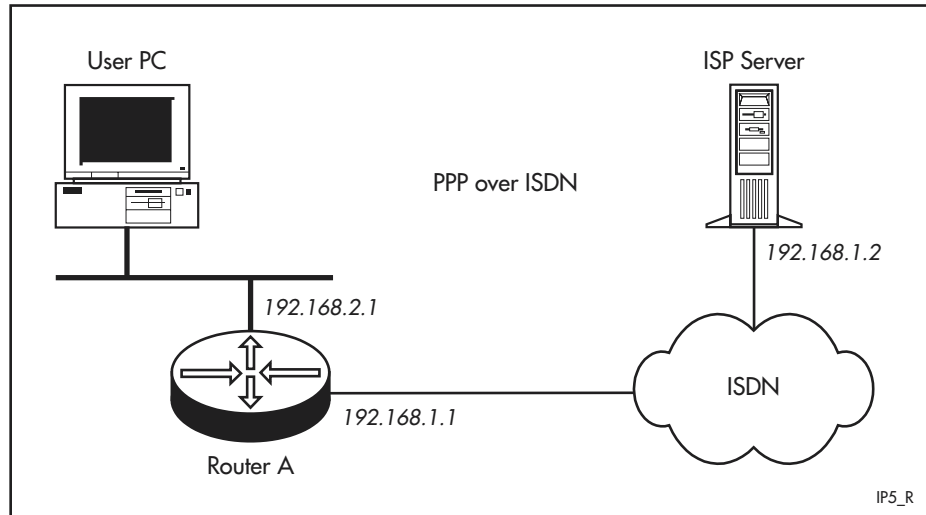 User PC
ISP Server
PPP over ISDN
192.168.1.2
192.168.2.1
ISDN
192.168.1.1
Router A
IP5_R